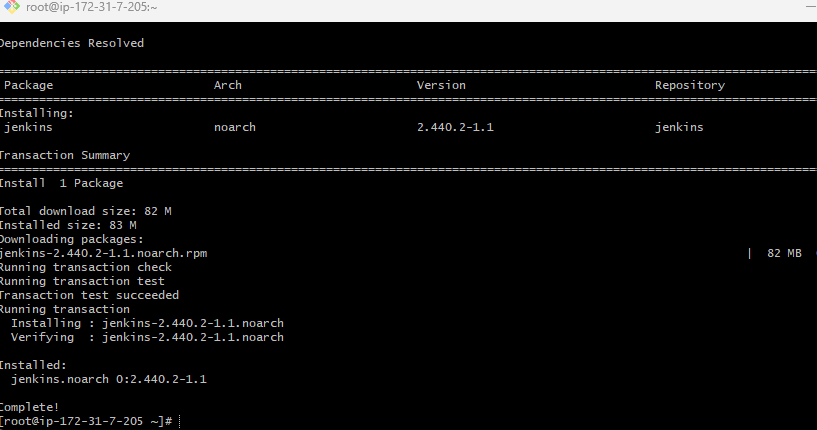 root@ip-172-31-7-205:~
Dependencies Resolved
================================================================================
Package Arch Version Repository
================================================================================
Installing:
jenkins noarch 2.440.2-1.1 jenkins
Transaction Summary
================================================================================
Install 1 Package
Total download size: 82 M
Installed size: 83 M
Downloading packages:
jenkins-2.440.2-1.1.noarch.rpm | 82 MB
Running transaction check
Running transaction test
Transaction test succeeded
Running transaction
Installing : jenkins-2.440.2-1.1.noarch
Verifying : jenkins-2.440.2-1.1.noarch
Installed:
jenkins.noarch 0:2.440.2-1.1
Complete!
[root@ip-172-31-7-205 ~]#